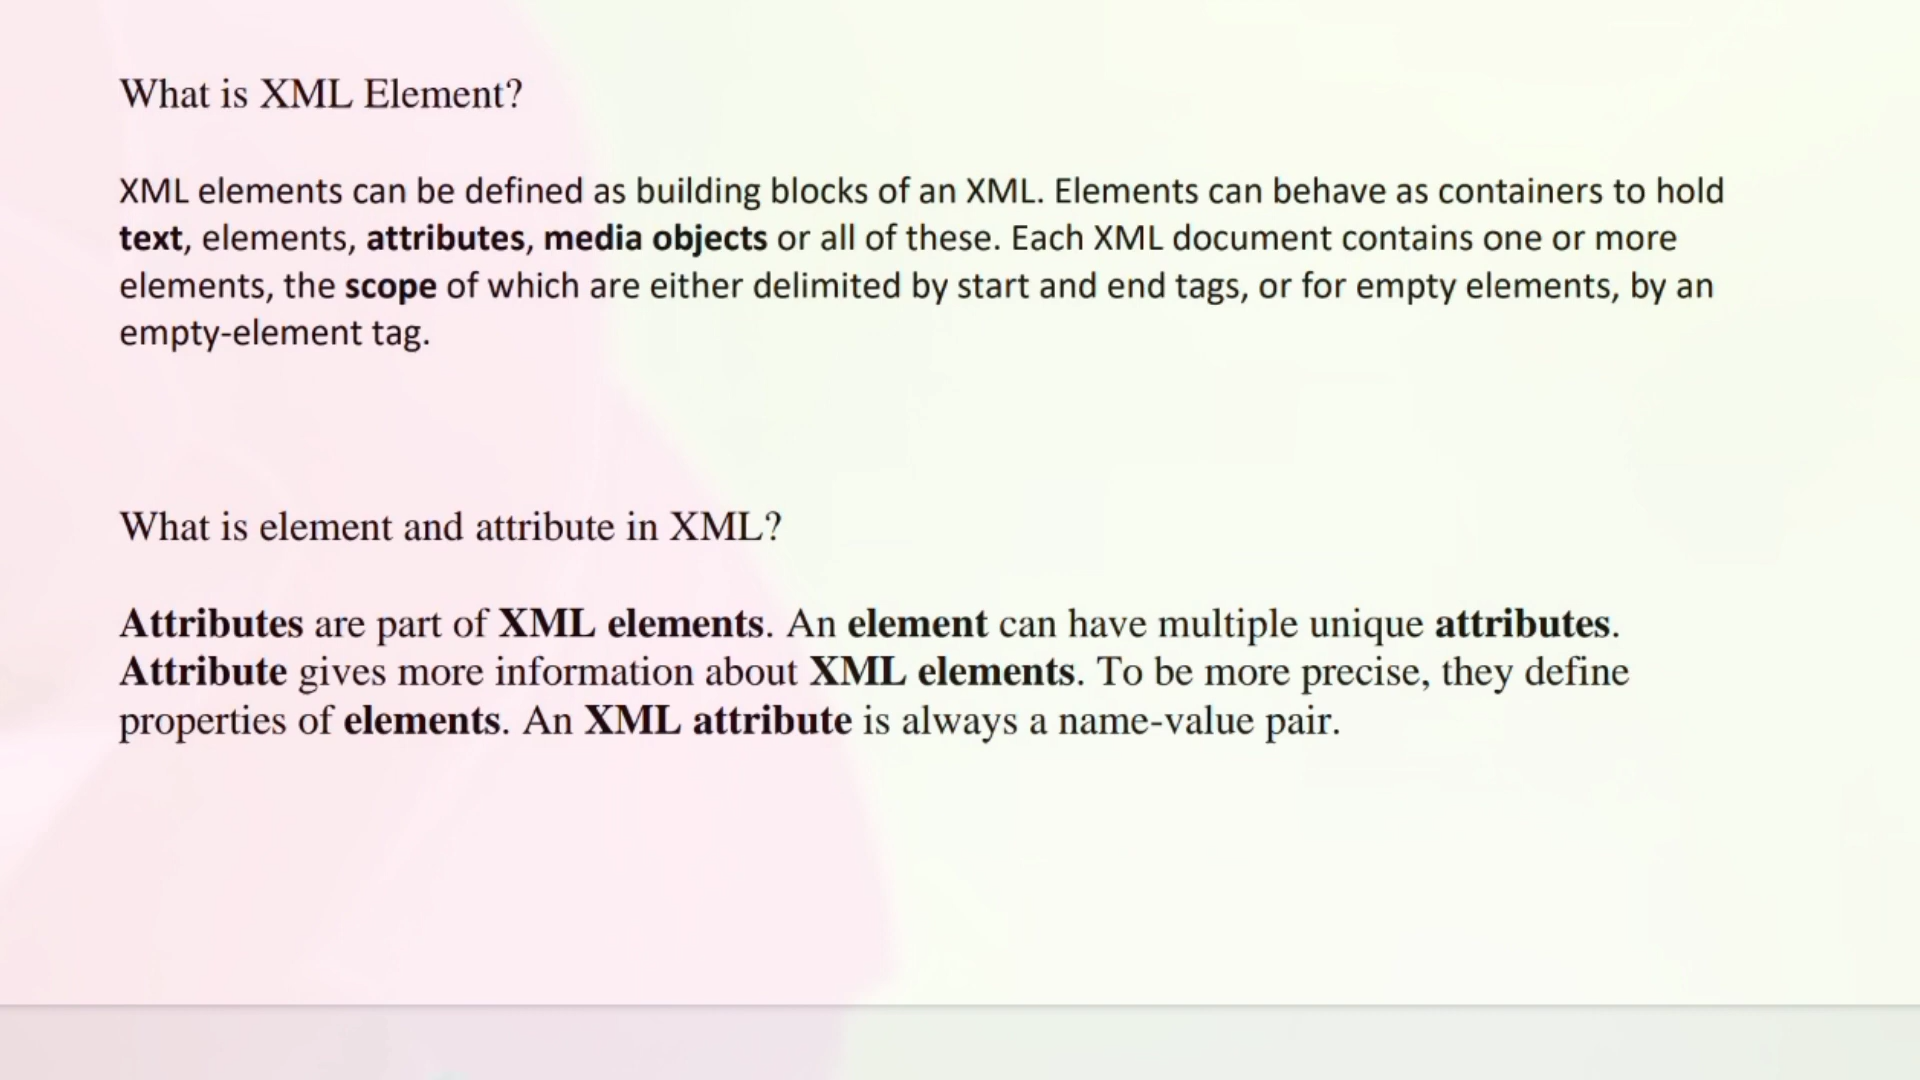 What is XML Element?
XML elements can be defined as building blocks of an XML. Elements can behave as containers to hold
text, elements, attributes, media objects or all of these. Each XML document contains one or more
elements, the scope of which are either delimited by start and end tags, or for empty elements, by an
empty-element tag.
What is element and attribute in XML?
Attributes are part of XML elements. An element can have multiple unique attributes.
Attribute gives more information about XML elements. To be more precise, they define
properties of elements. An XML attribute is always a name-value pair.